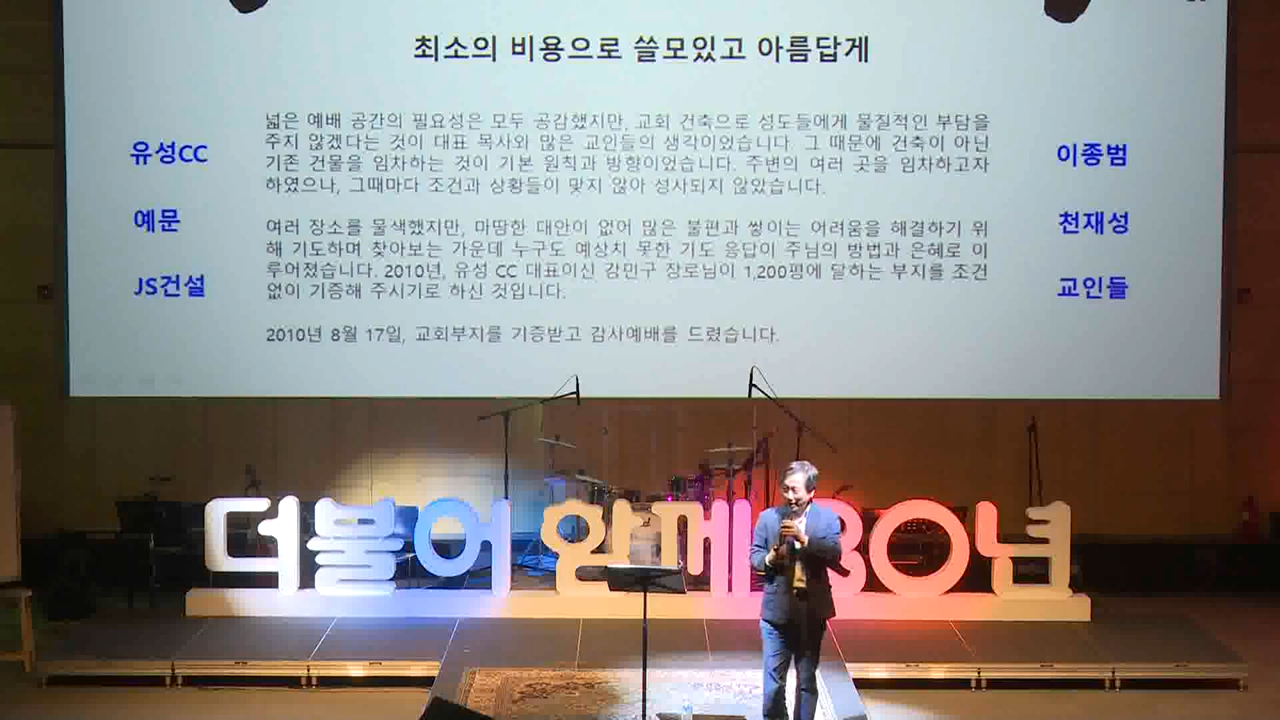 최소의 비용으로 쓸모있고 아름답게
넓은 예배 공간의 필요성은 모두 공감했지만, 교회 건축으로 성도들에게 물질적인 부담을
주지 않겠다는 것이 대표 목사와 많은 교인들의 생각이었습니다. 그 때문에 건축이 아닌
기존 건물을 임차하는 것이 기본 원칙과 방향이었습니다. 주변의 여러 곳을 임차하고자
하였으나, 그때마다 조건과 상황들이 맞지 않아 성사되지 않았습니다.
여러 장소를 물색했지만, 마땅한 대안이 없어 많은 불편과 쌓이는 어려움을 해결하기 위
해 기도하며 찾아보는 가운데 누구도 예상치 못한 기도 응답이 주님의 방법과 은혜로 이
루어졌습니다. 2010년, 유성 CC 대표이신 강민구 장로님이 1,200평에 달하는 부지를 조건
없이 기증해 주시기로 하신 것입니다.
2010년 8월 17일, 교회부지를 기증받고 감사예배를 드렸습니다.
유성CC
예문
JS건설
이종범
천재성
교인들
더불어 함께 30년